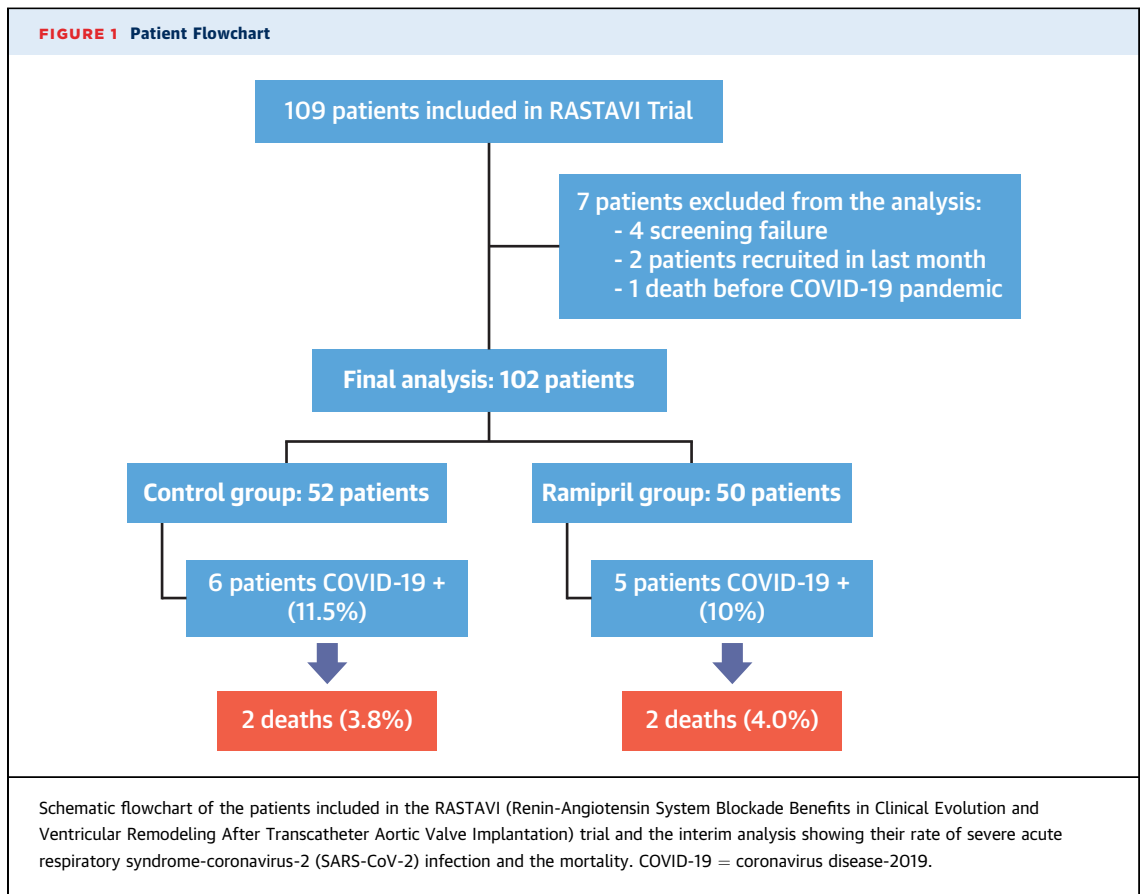 FIGURE 1 Patient Flowchart
109 patients included in RASTAVI Trial
7 patients excluded from the analysis:
- 4 screening failure
- 2 patients recruited in last month
- 1 death before COVID-19 pandemic
Final analysis: 102 patients
Control group: 52 patients
Ramipril group: 50 patients
6 patients COVID-19 +
(11.5%)
5 patients COVID-19 +
(10%)
2 deaths (3.8%)
2 deaths (4.0%)
Schematic flowchart of the patients included in the RASTAVI (Renin-Angiotensin System Blockade Benefits in Clinical Evolution and
Ventricular Remodeling After Transcatheter Aortic Valve Implantation) trial and the interim analysis showing their rate of severe acute
respiratory syndrome-coronavirus-2 (SARS-CoV-2) infection and the mortality. COVID-19 = coronavirus disease-2019.